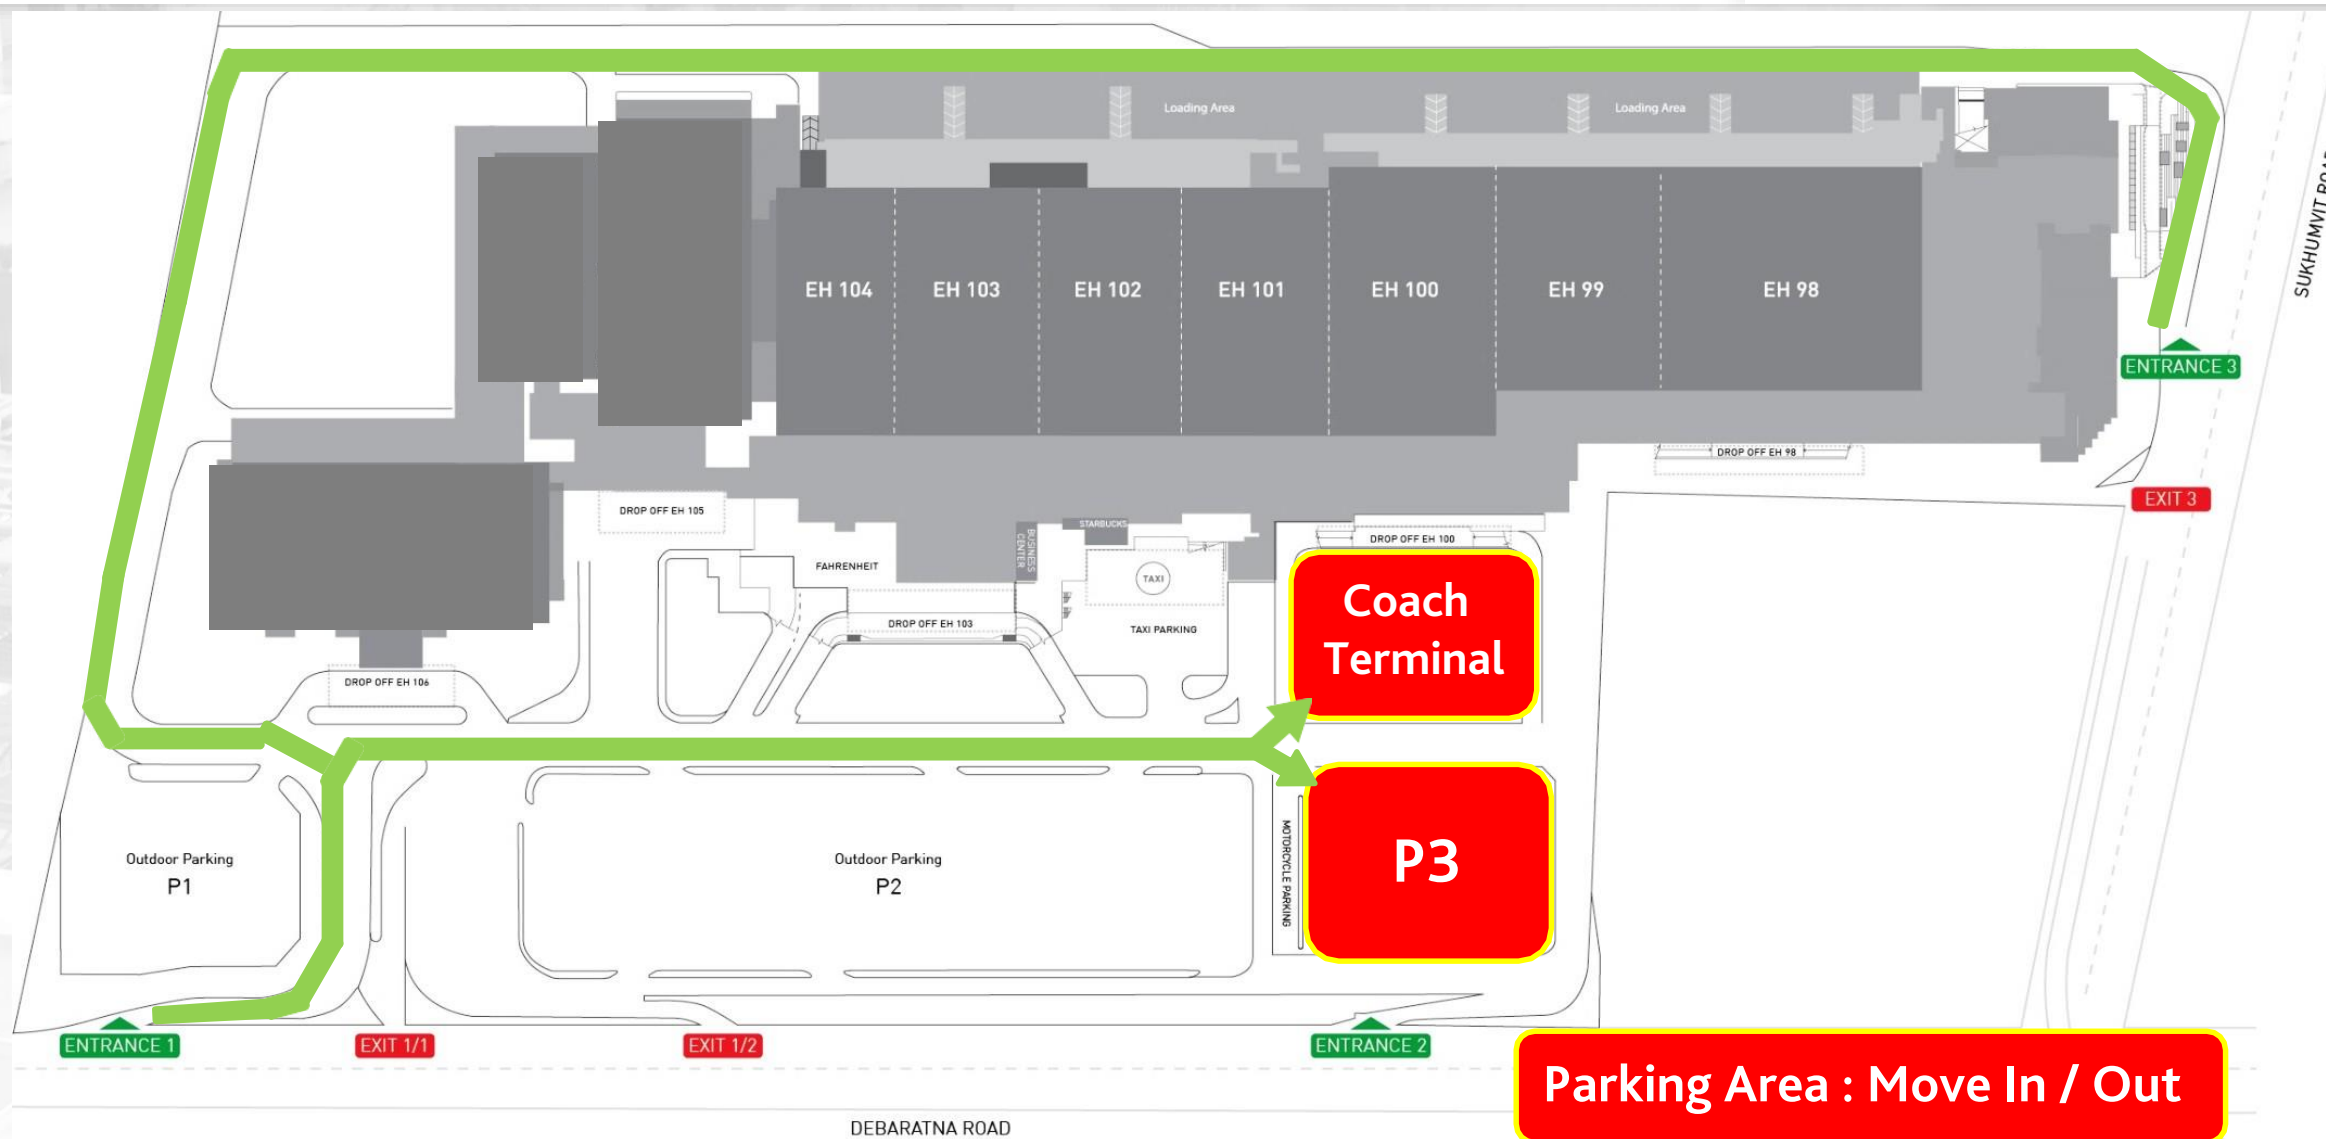 Loading Area
Loading Area
SUKHUMVIT ROAD
EH 104
EH 103
EH 102
EH 101
EH 100
EH 99
EH 98
ENTRANCE 3
DROP OFF EH 98
EXIT 3
DROP OFF EH 105
STARBUCKS
BUSINESS
CENTER
DROP OFF EH 100
FAHRENHEIT
TAXI
Coach
Terminal
DROP OFF EH 103
TAXI PARKING
DROP OFF EH 106
Outdoor Parking
P1
Outdoor Parking
P2
MOTORCYCLE PARKING
P3
ENTRANCE 1
EXIT 1/1
EXIT 1/2
ENTRANCE 2
Parking Area : Move In / Out
DEBARATNA ROAD